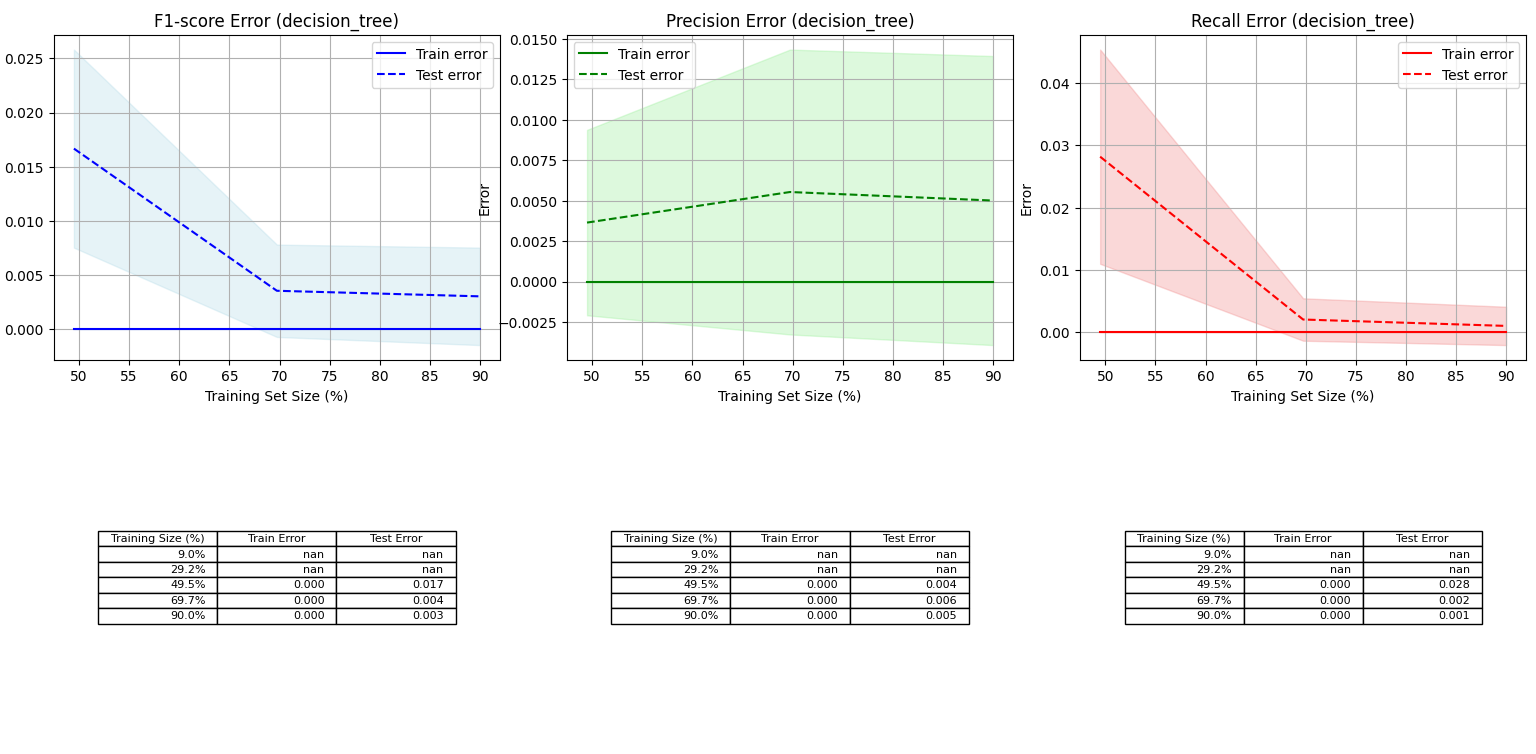 F1-score Error (decision_tree)
Train error
Test error
0.025
0.020
0.015
0.010
0.005
0.000
50 55 60 65 70 75 80 85 90
Training Set Size (%)
Precision Error (decision_tree)
Train error
Test error
Error
0.0150
0.0125
0.0100
0.0075
0.0050
0.0025
0.0000
−0.0025
50 55 60 65 70 75 80 85 90
Training Set Size (%)
Recall Error (decision_tree)
Train error
Test error
Error
0.04
0.03
0.02
0.01
0.00
50 55 60 65 70 75 80 85 90
Training Set Size (%)
Training Size (%) Train Error Test Error
9.0% nan nan
29.2% nan nan
49.5% 0.000 0.017
69.7% 0.000 0.004
90.0% 0.000 0.003
Training Size (%) Train Error Test Error
9.0% nan nan
29.2% nan nan
49.5% 0.000 0.004
69.7% 0.000 0.006
90.0% 0.000 0.005
Training Size (%) Train Error Test Error
9.0% nan nan
29.2% nan nan
49.5% 0.000 0.028
69.7% 0.000 0.002
90.0% 0.000 0.001